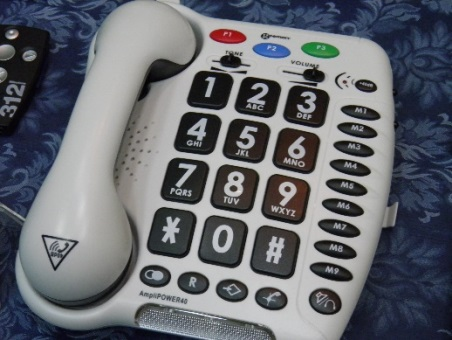 P1 P2 P3
TONE VOLUME
1 2 ABC 3 DEF
4 GHI 5 JKL 6 MNO
7 PQRS 8 TUV 9 WXYZ
* 0 #
M1
M2
M3
M4
M5
M6
M7
M8
M9
R
AmpliPOWER40
312